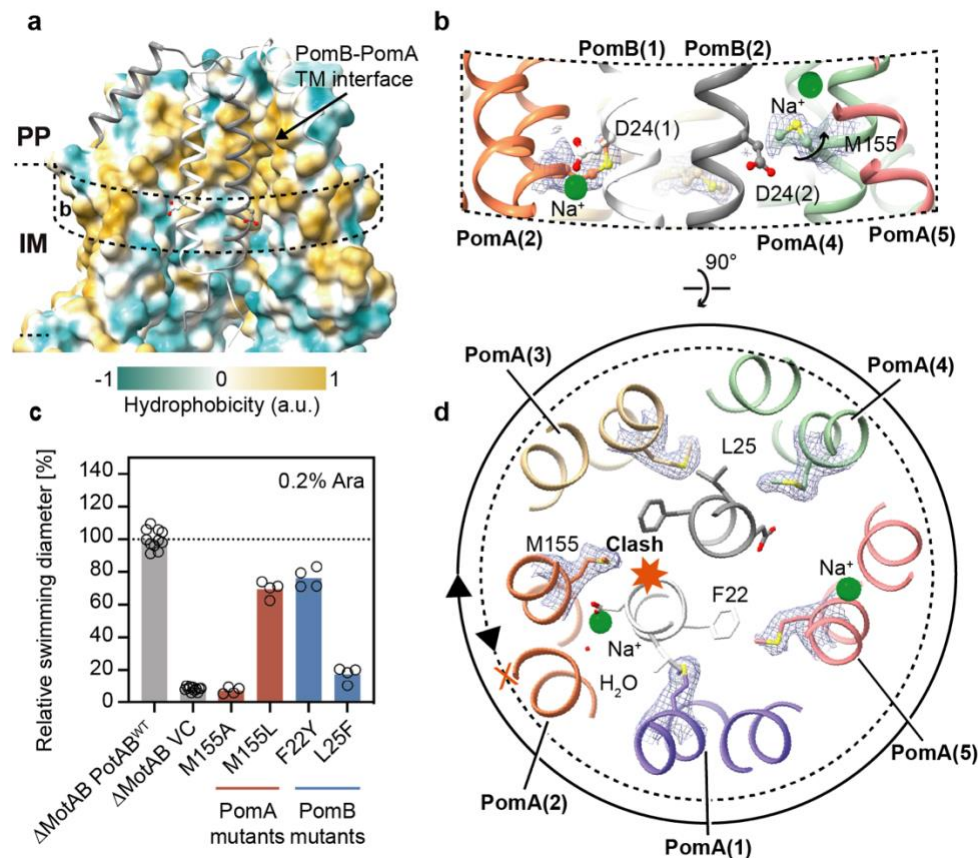 a
PomB-PomA
TM interface
PP
b
IM
-1 0 1
Hydrophobicity (a.u.)
b
PomB(1) PomB(2)
Na⁺
D24(1)
M155
Na⁺
D24(2)
PomA(2) PomA(4) PomA(5)
90°
c
Relative swimming diameter [%]
140
120
100
80
60
40
20
0
0.2% Ara
ΔMotAB PotABᵂᵀ
ΔMotAB VC
M155A
M155L
F22Y
L25F
PomA
mutants
PomB
mutants
d
PomA(3)
PomA(4)
L25
M155
Clash
Na⁺
F22
Na⁺
H₂O
PomA(5)
PomA(2)
PomA(1)